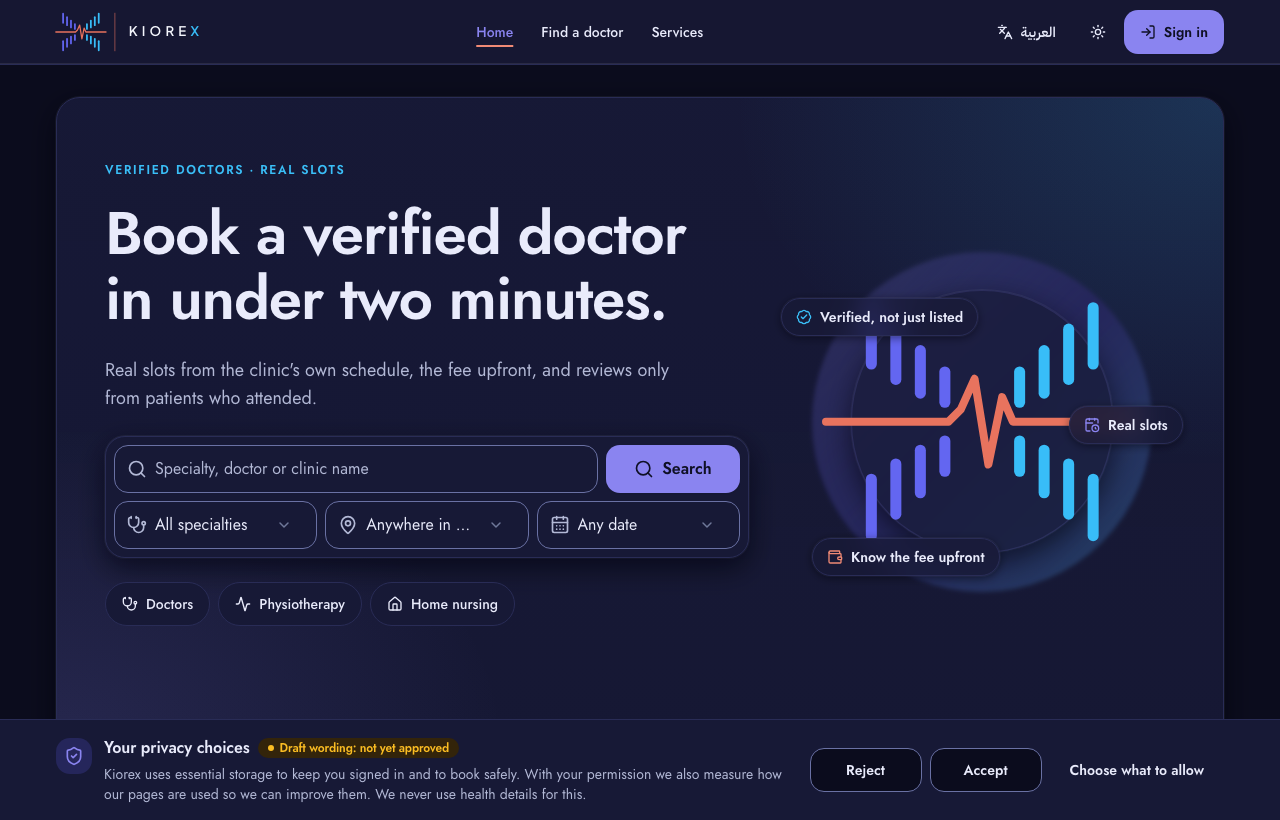 KIOREX
Home
Find a doctor
Services
العربية
Sign in
VERIFIED DOCTORS · REAL SLOTS
Book a verified doctor
in under two minutes.
Real slots from the clinic's own schedule, the fee upfront, and reviews only
from patients who attended.
Specialty, doctor or clinic name
Search
All specialties
Anywhere in ...
Any date
Doctors
Physiotherapy
Home nursing
Verified, not just listed
Real slots
Know the fee upfront
Your privacy choices
Draft wording: not yet approved
Kiorex uses essential storage to keep you signed in and to book safely. With your permission we also measure how
our pages are used so we can improve them. We never use health details for this.
Reject
Accept
Choose what to allow